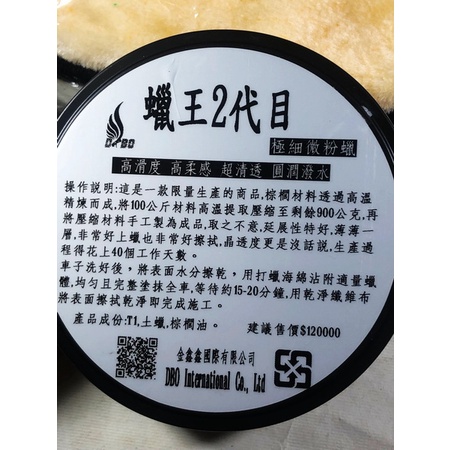 蠟王2代目
DABO
極細微粉蠟
高滑度 高柔感 超清透 圓潤潑水
操作説明:這是一款限量生產的商品,棕櫚材料透過高温
精煉而成,將100公斤材料高温提取壓縮至剩餘900公克,再
將壓縮材料手工製為成品,取之不意,延展性特好,薄薄一
層,非常好上蠟也非常好擦拭,晶透度更是沒話説,生產過
程得花上40個工作天數。
車子洗好後,將表面水分擦乾,用打蠟海綿沾附適量蠟
體,均匀且完整塗抹全車,等待約15-20分鐘,用乾淨纖維布
將表面擦拭乾淨即完成施工。
產品成份:T1,土蠟,棕櫚油。
建議售價$120000
金鑫鑫國際有限公司
DBO International Co., Ltd